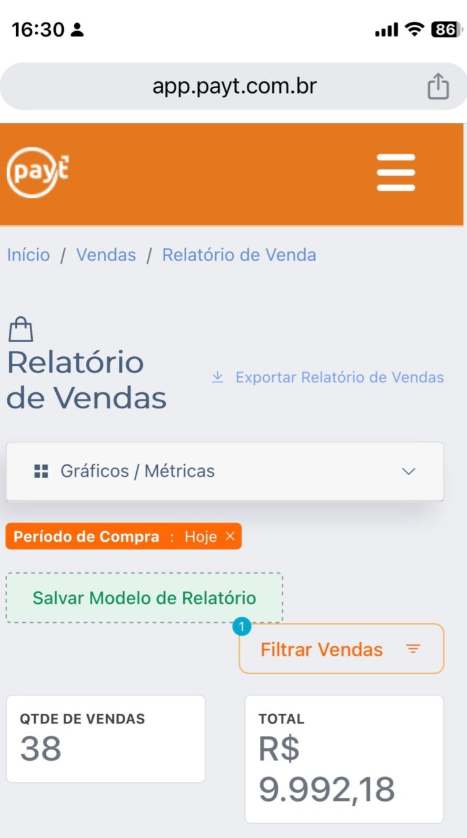 16:30
86
app.payt.com.br
payt
Início / Vendas / Relatório de Venda
Relatório
de Vendas
Exportar Relatório de Vendas
Gráficos / Métricas
Período de Compra : Hoje ×
Salvar Modelo de Relatório
1
Filtrar Vendas
QTDE DE VENDAS
38
TOTAL
R$
9.992,18